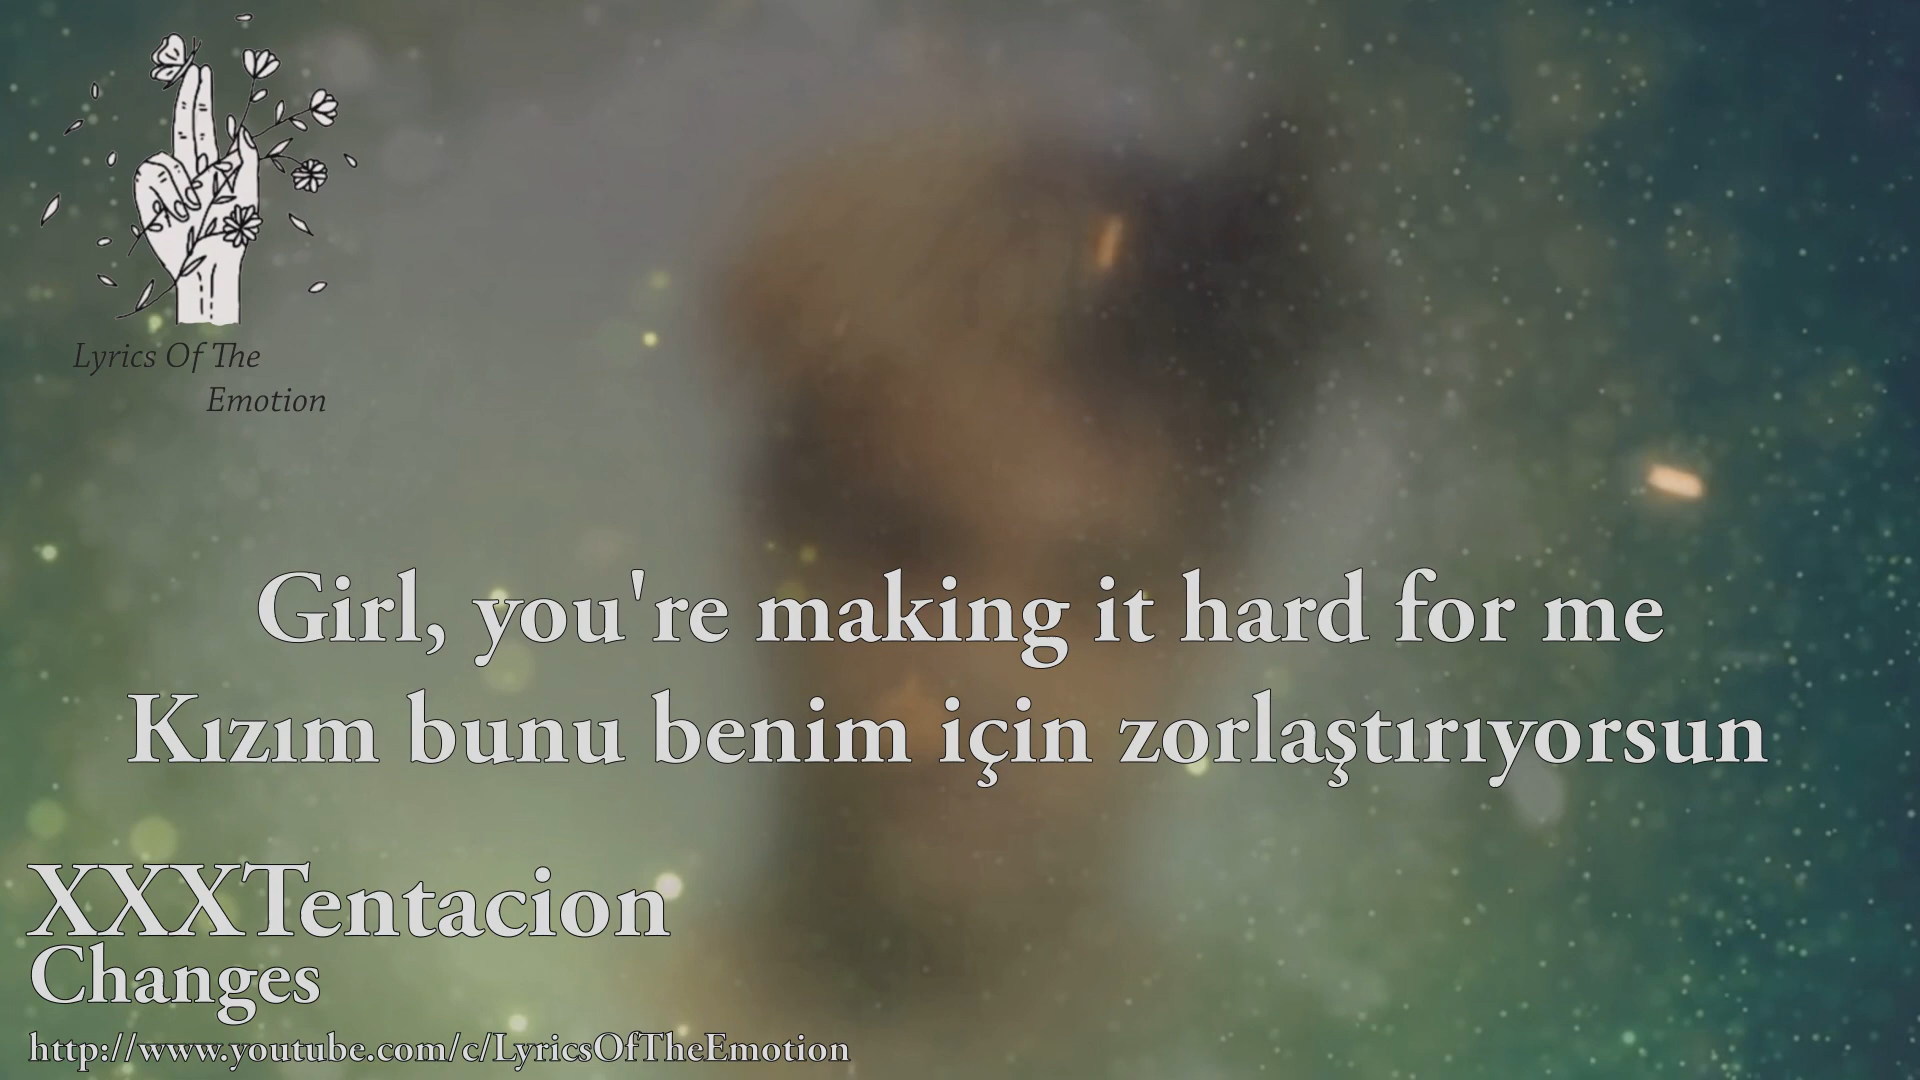 Lyrics Of The
Emotion
Girl, you're making it hard for me
Kızım bunu benim için zorlaştırıyorsun
XXXTentacion
Changes
http://www.youtube.com/c/LyricsOfTheEmotion